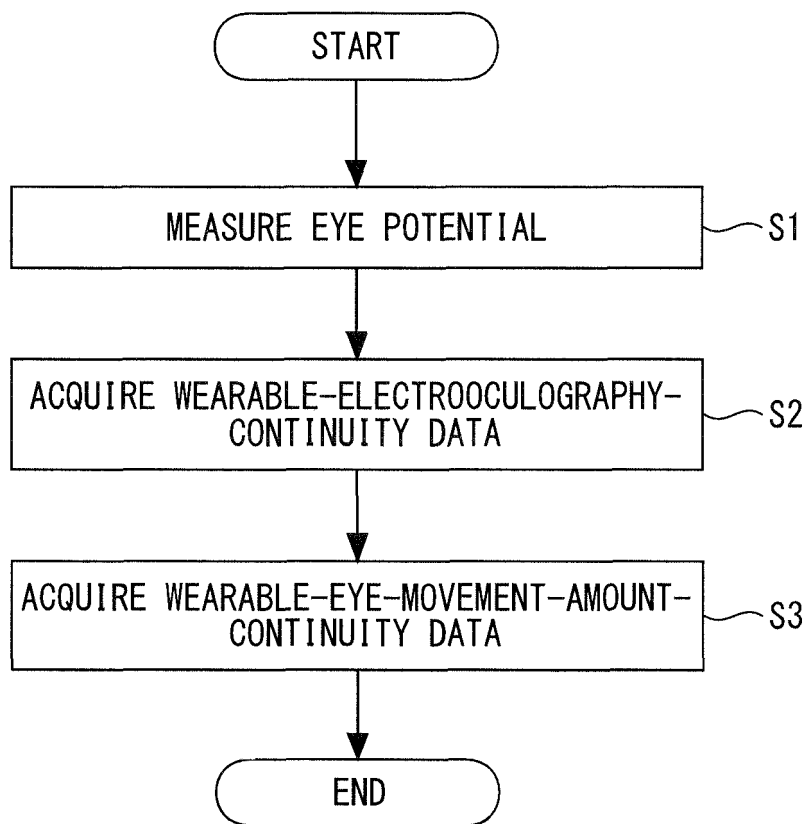 START
MEASURE EYE POTENTIAL
S1
ACQUIRE WEARABLE-ELECTROOCULOGRAPHY-
CONTINUITY DATA
S2
ACQUIRE WEARABLE-EYE-MOVEMENT-AMOUNT-
CONTINUITY DATA
S3
END